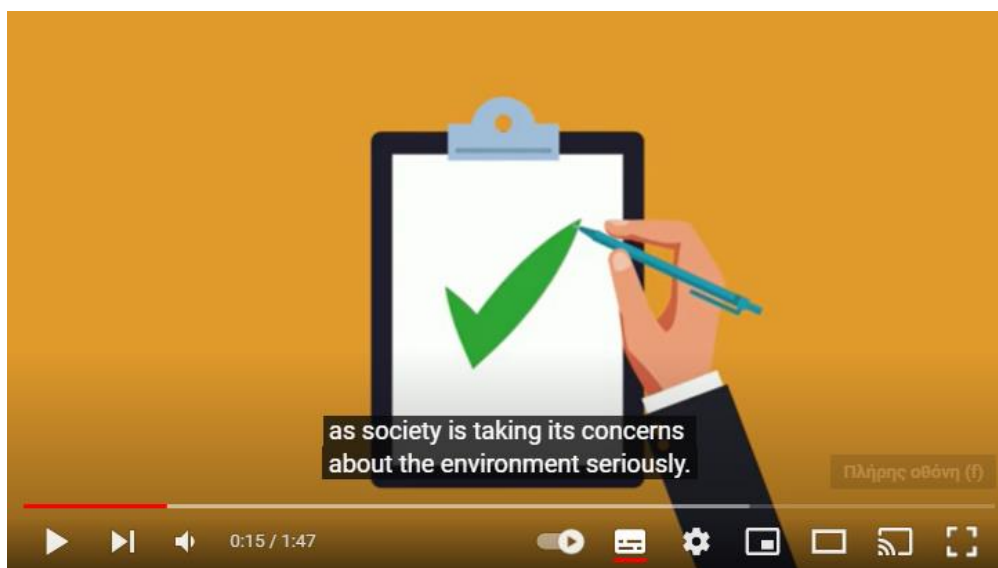 as society is taking its concerns
about the environment seriously.
Πλήρης οθόνη (f)
0:15 / 1:47